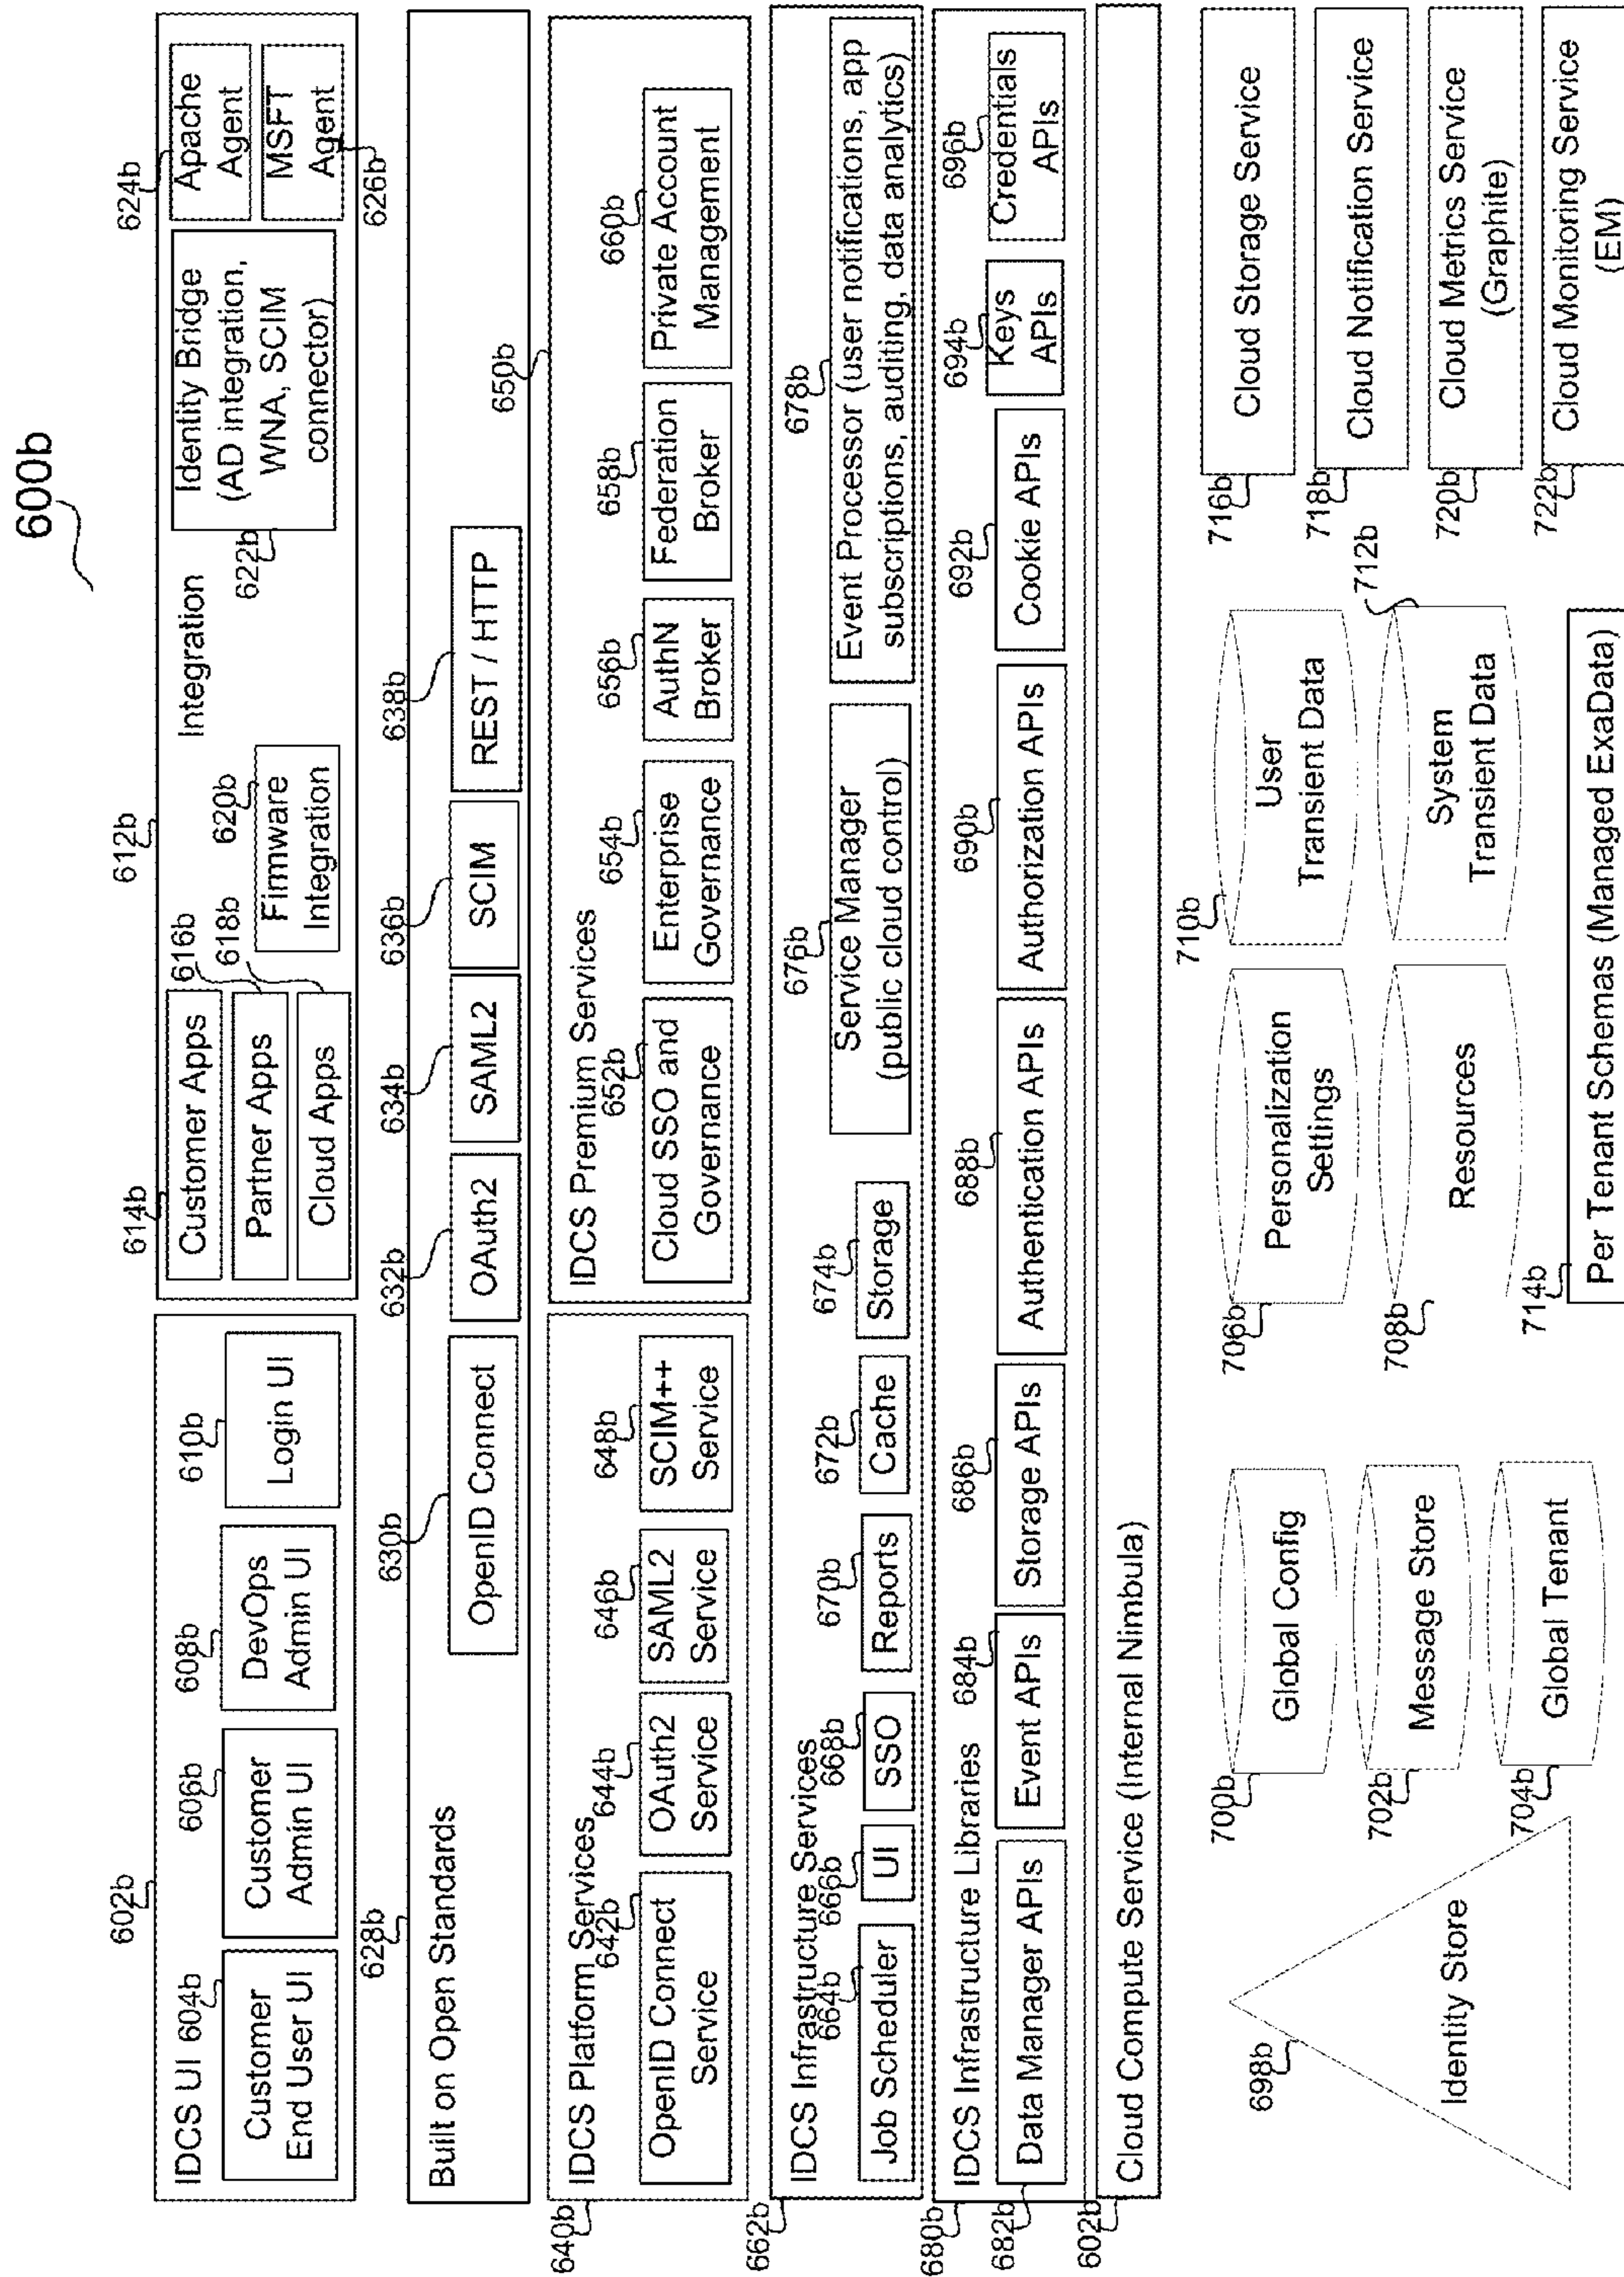 600b
602b
612b
IDCS UI
604b
606b
608b
610b
Customer
End User UI
Customer
Admin UI
DevOps
Admin UI
Login UI
614b
616b
618b
620b
Integration
622b
624b
626b
Customer Apps
Partner Apps
Cloud Apps
Fimware
Integration
Identity Bridge
(AD integration,
WNA, SCIM
connector)
Apache
Agent
MSFT
Agent
628b
Built on Open Standards
630b
632b
634b
636b
638b
OpenID Connect
OAuth2
SAML2
SCIM
REST / HTTP
640b
IDCS Platform Services
642b
644b
646b
648b
OpenID Connect
Service
OAuth2
Service
SAML2
Service
SCIM++
Service
650b
IDCS Premium Services
652b
654b
656b
658b
660b
Cloud SSO and
Governance
Enterprise
Governance
AuthN
Broker
Federation
Broker
Private Account
Management
662b
IDCS Infrastructure Services
664b
666b
668b
670b
672b
674b
676b
678b
Job Scheduler
UI
SSO
Reports
Cache
Storage
Service Manager
(public cloud control)
Event Processor (user notifications, app
subscriptions, auditing, data analytics)
680b
IDCS Infrastructure Libraries
682b
684b
686b
688b
690b
692b
694b
696b
Data Manager APIs
Event APIs
Storage APIs
Authentication APIs
Authorization APIs
Cookie APIs
Keys
APIs
Credentials
APIs
602b
Cloud Compute Service (Internal Nimbula)
698b
Identity Store
700b
Global Config
702b
Message Store
704b
Global Tenant
706b
Personalization
Settings
708b
Resources
710b
User
Transient Data
712b
System
Transient Data
714b
Per Tenant Schemas (Managed ExaData)
716b
Cloud Storage Service
718b
Cloud Notification Service
720b
Cloud Metrics Service
(Graphite)
722b
Cloud Monitoring Service
(EM)